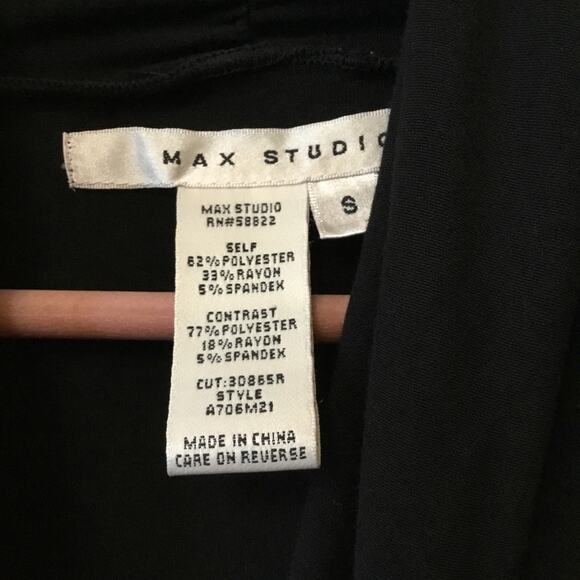 MAX STUDIO
S
MAX STUDIO
RN#58822
SELF
62%POLYESTER
33%RAYON
5%SPANDEX
CONTRAST
77%POLYESTER
18%RAYON
5%SPANDEX
CUT:30865R
STYLE
A706M21
MADE IN CHINA
CARE ON REVERSE